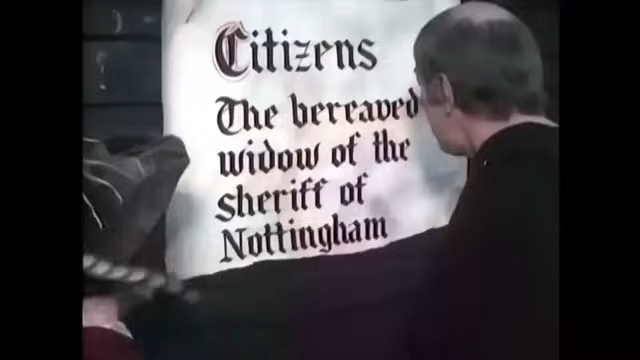 Citizens
The bereaved
widow of the
sheriff of
Nottingham